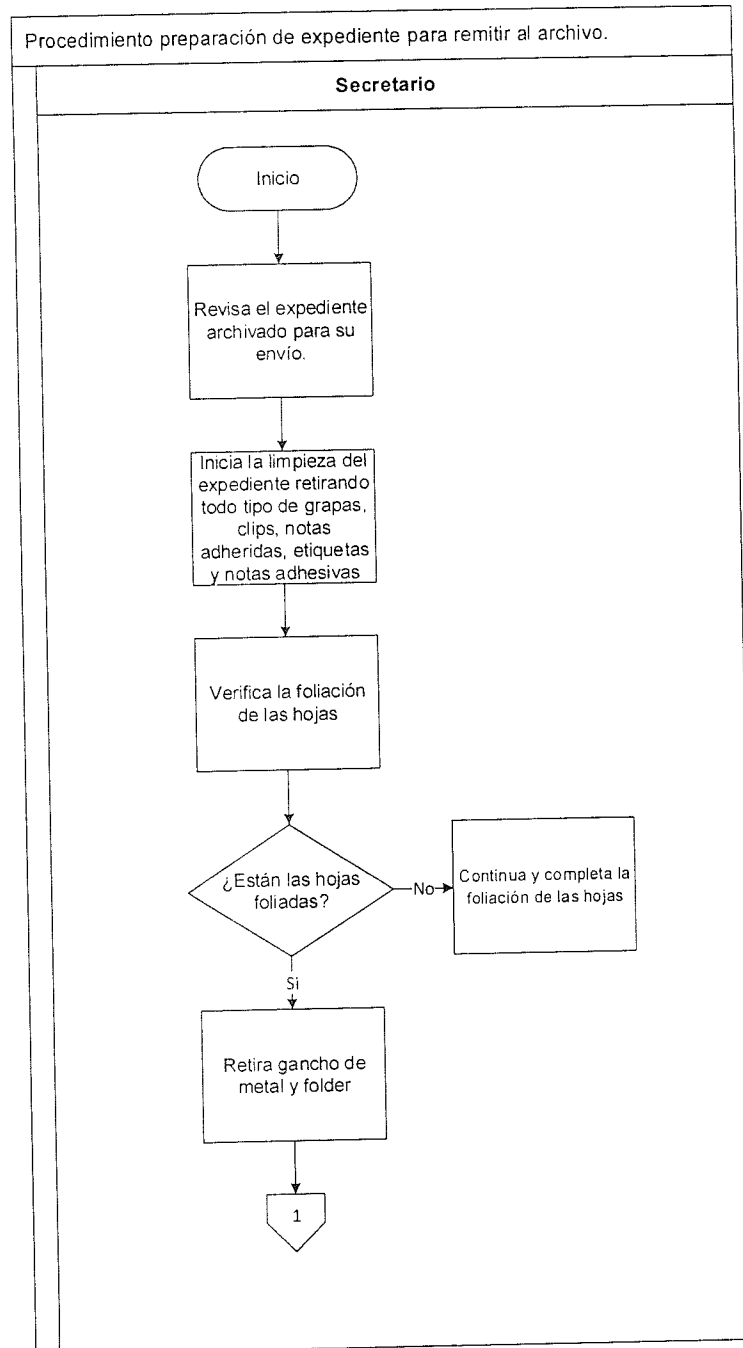 Procedimiento preparación de expediente para remitir al archivo.
Secretario
Inicio
Revisa el expediente
archivado para su
envío.
Inicia la limpieza del
expediente retirando
todo tipo de grapas,
clips, notas
adheridas, etiquetas
y notas adhesivas
Verifica la foliación
de las hojas
¿Están las hojas
foliadas?
No
Continua y completa la
foliación de las hojas
Si
Retira gancho de
metal y folder
1